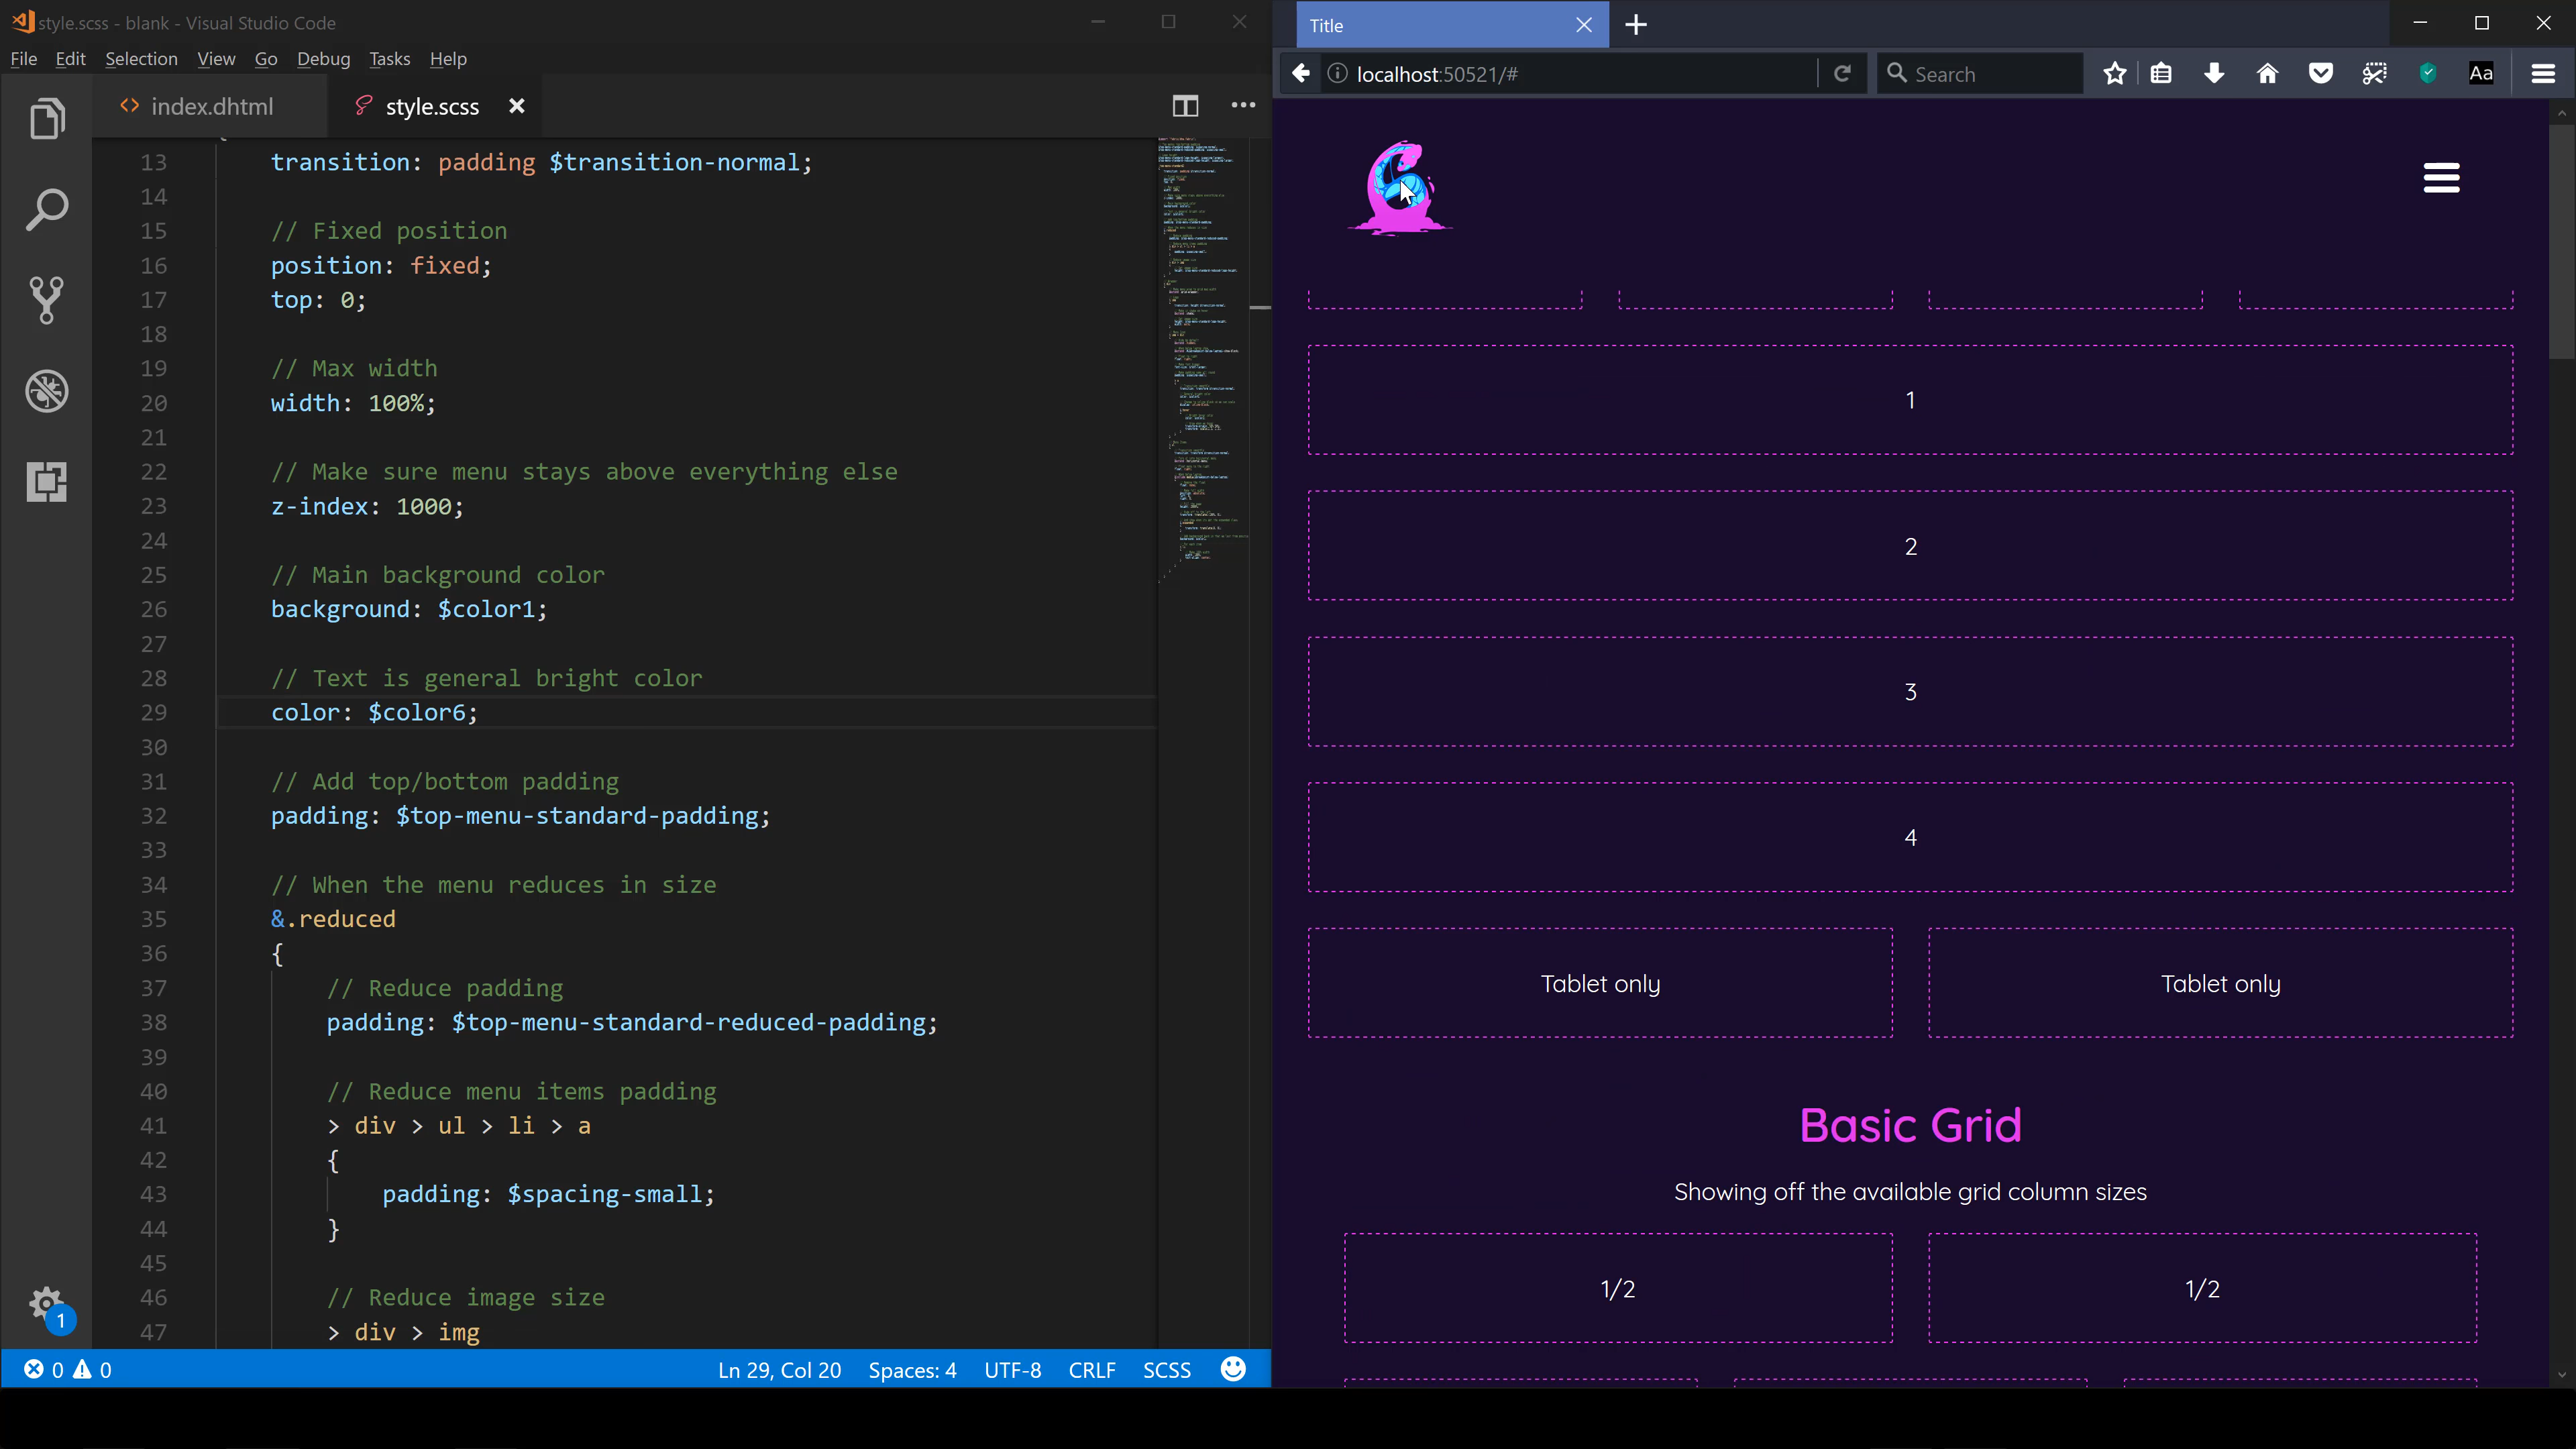 style.scss - blank - Visual Studio Code
File Edit Selection View Go Debug Tasks Help
index.dhtml
style.scss
13 transition: padding $transition-normal;
14
15 // Fixed position
16 position: fixed;
17 top: 0;
18
19 // Max width
20 width: 100%;
21
22 // Make sure menu stays above everything else
23 z-index: 1000;
24
25 // Main background color
26 background: $color1;
27
28 // Text is general bright color
29 color: $color6;
30
31 // Add top/bottom padding
32 padding: $top-menu-standard-padding;
33
34 // When the menu reduces in size
35 &.reduced
36 {
37 // Reduce padding
38 padding: $top-menu-standard-reduced-padding;
39
40 // Reduce menu items padding
41 > div > ul > li > a
42 {
43 padding: $spacing-small;
44 }
45
46 // Reduce image size
47 > div > img
1
0 0 Ln 29, Col 20 Spaces: 4 UTF-8 CRLF SCSS
Title
localhost:50521/# Search Aa
1
2
3
4
Tablet only Tablet only
Basic Grid
Showing off the available grid column sizes
1/2 1/2